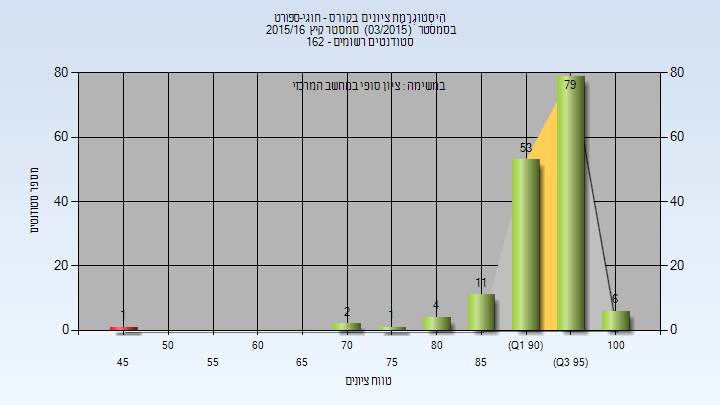 היסטוגרמת ציונים בקורס - חוגי-ספורט
בסמסטר (03/2015) סמסטר קיץ 2015/16
סטודנטים רשומים - 162
במשימה : ציון סופי במחשב המרכזי
80 80
60 60
40 40
20 20
0 0
מספר סטודנטים
1 2 1 4 11 53 79 6
50 60 70 80 (Q1 90) 100
45 55 65 75 85 (Q3 95)
טווח ציונים